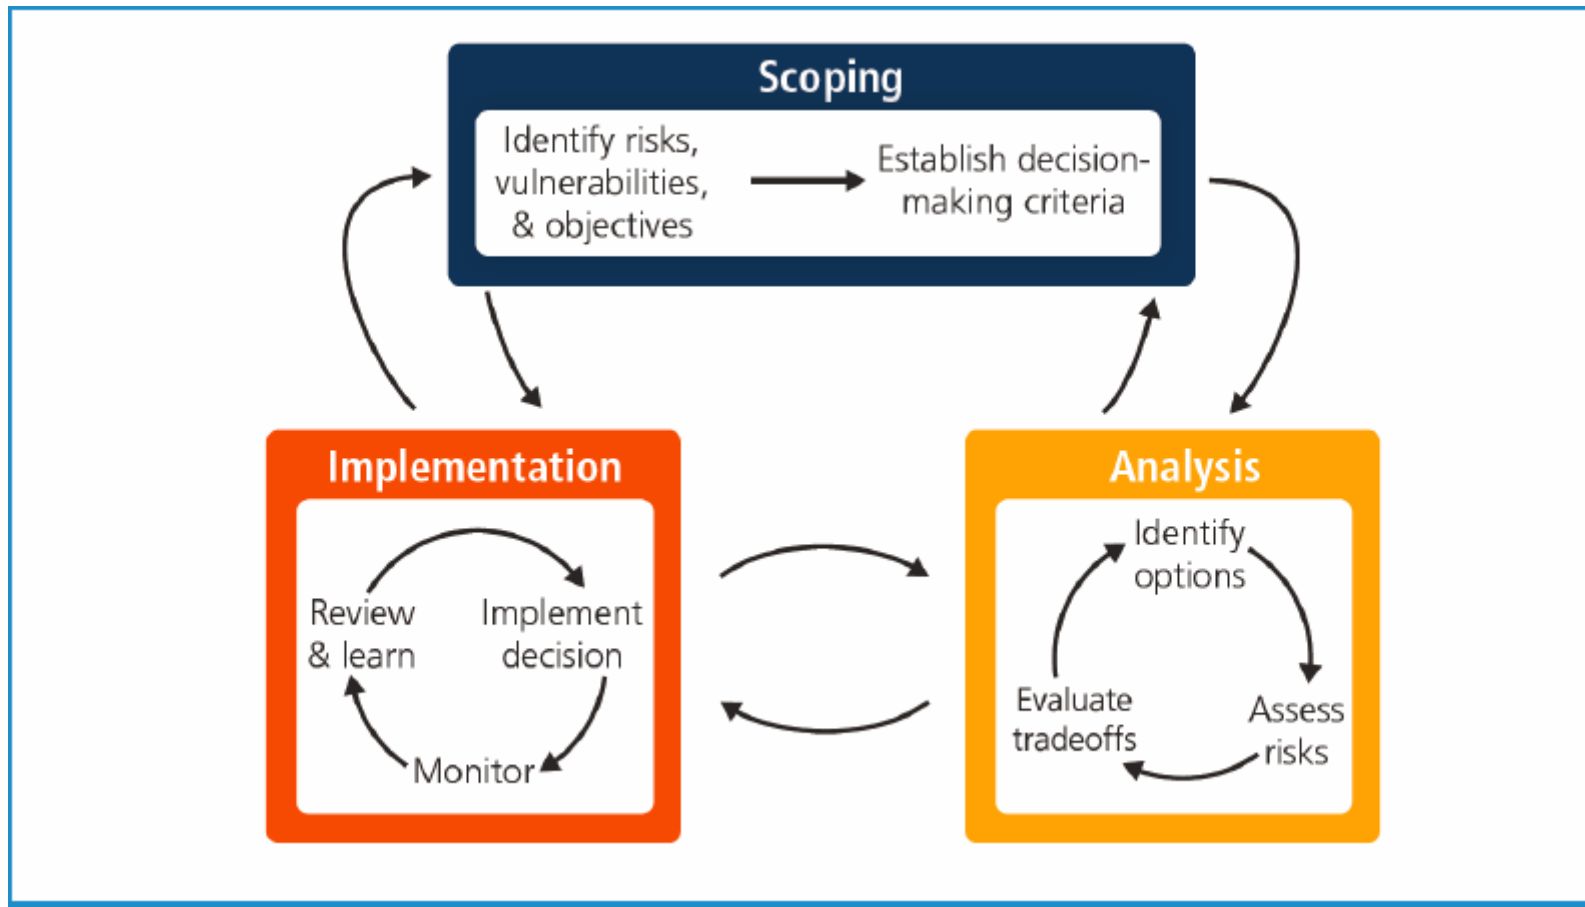 Scoping
Identify risks,
vulnerabilities,
& objectives
Establish decision-
making criteria
Implementation
Review
& learn
Implement
decision
Monitor
Analysis
Identify
options
Assess
risks
Evaluate
tradeoffs